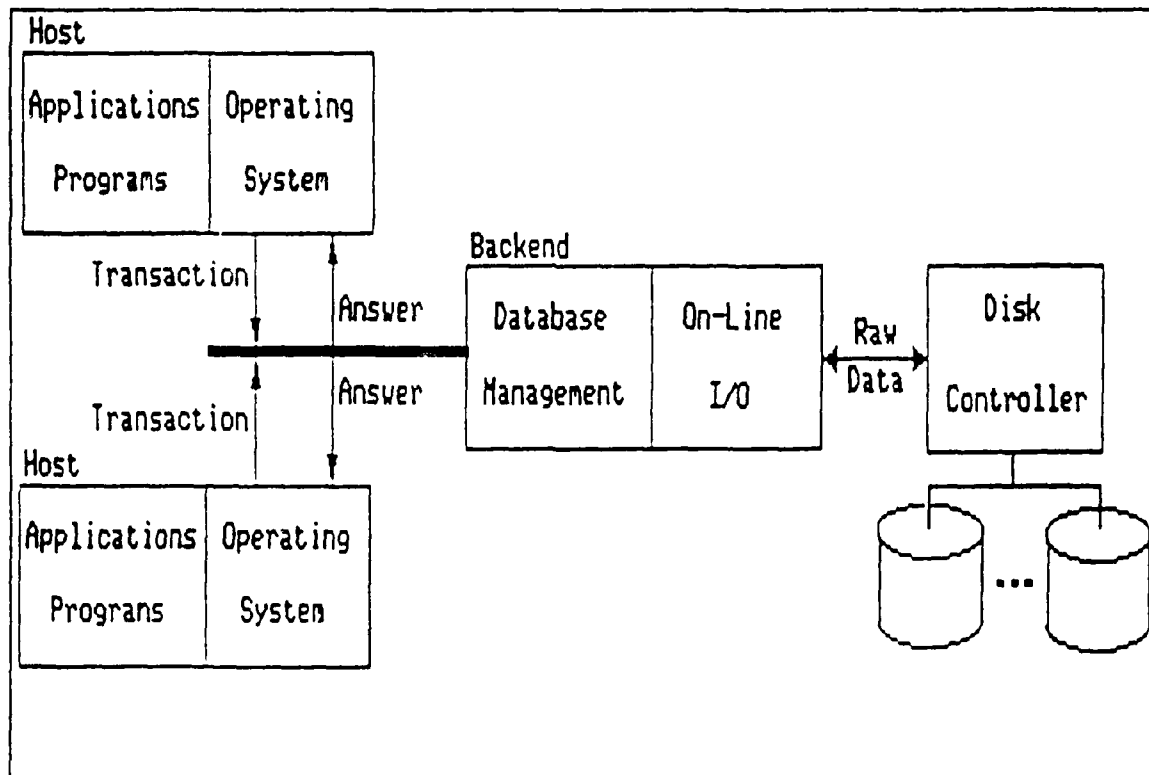 Host
Applications Operating
Programs System
Transaction
Answer
Backend
Database On-Line
Management I/O
Raw
Data
Disk
Controller
Answer
Transaction
Host
Applications Operating
Programs System